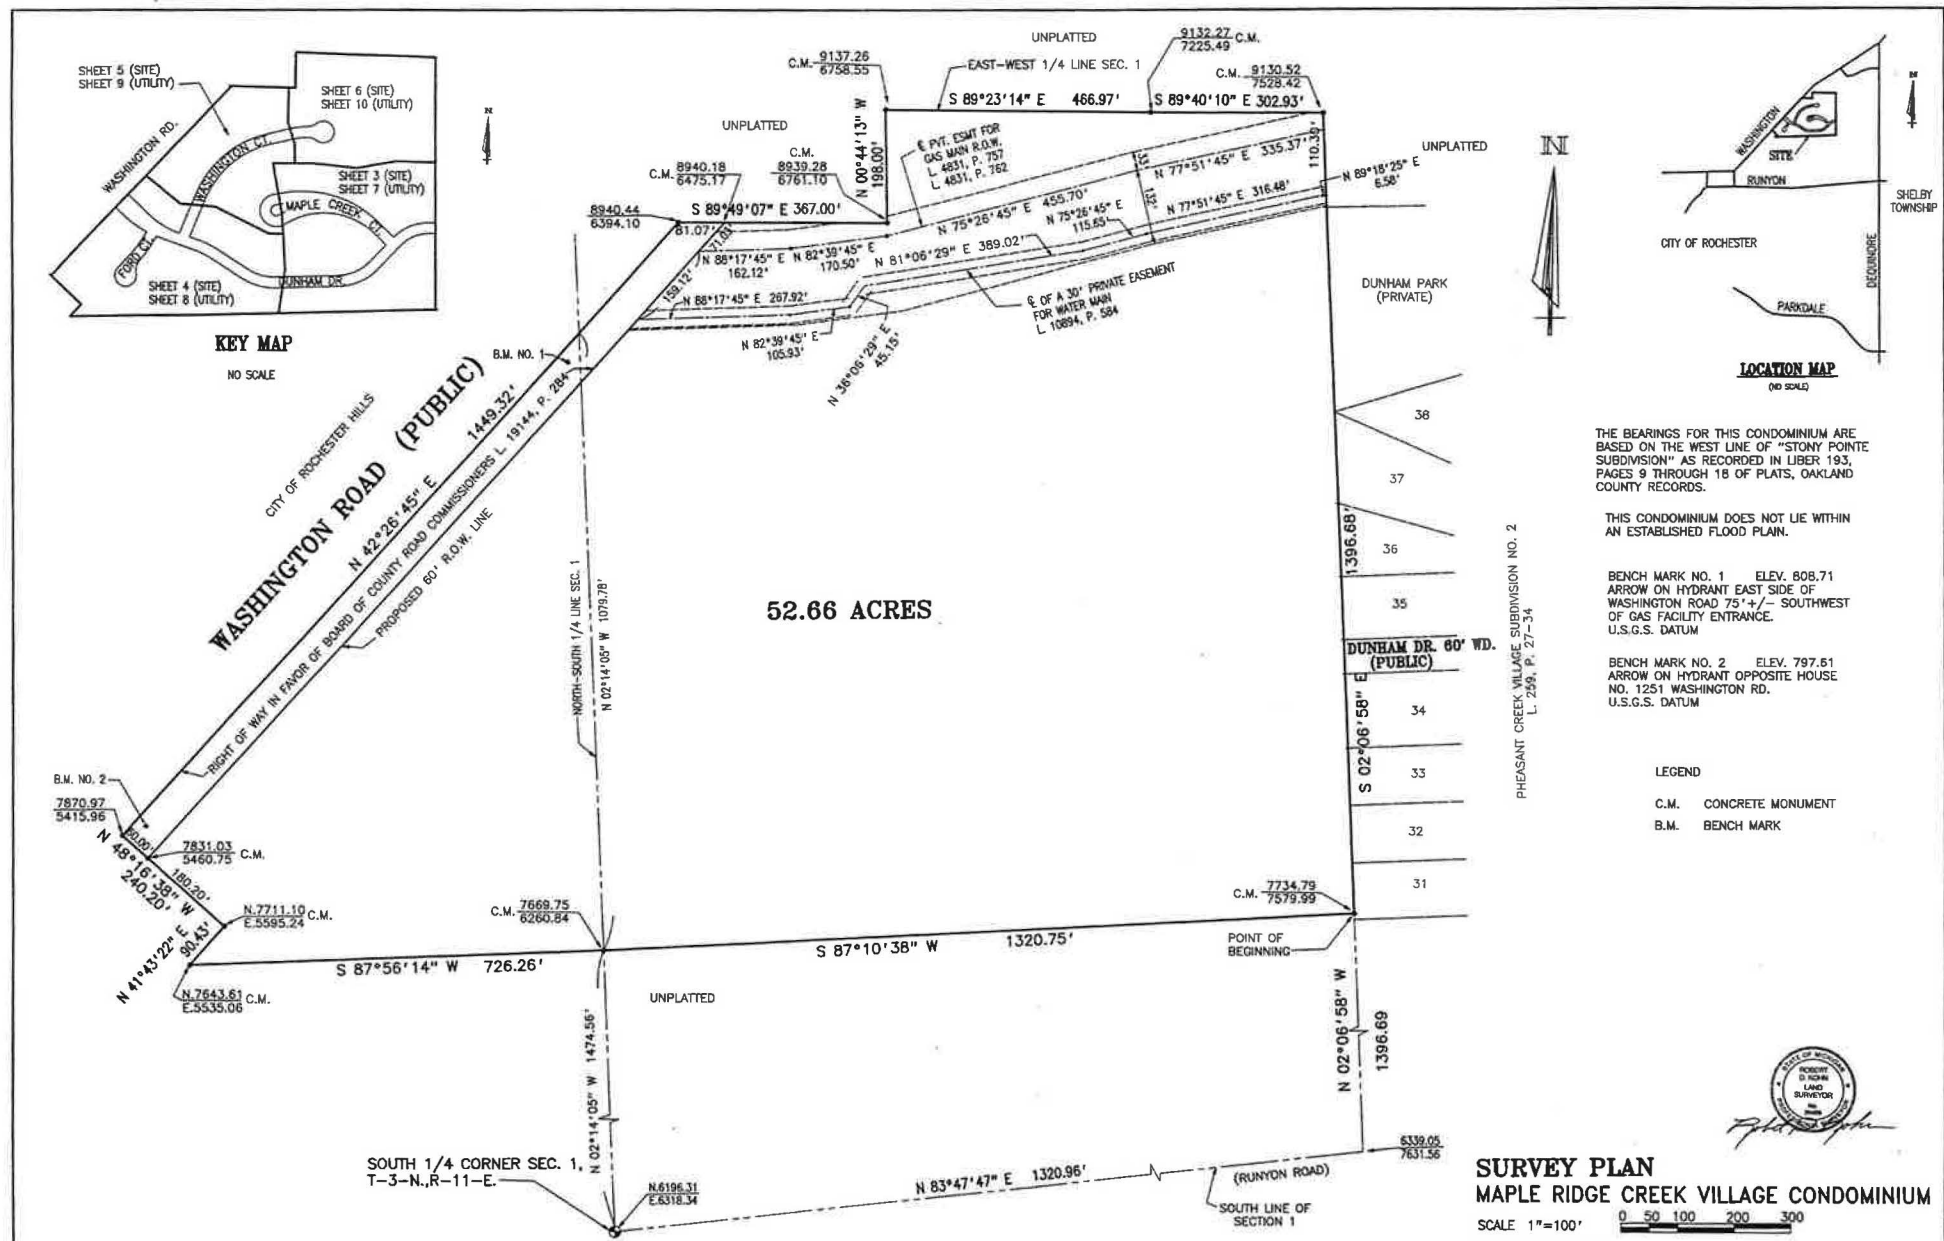 SHEET 5 (SITE)
SHEET 9 (UTILITY)
SHEET 6 (SITE)
SHEET 10 (UTILITY)
WASHINGTON RD.
WASHINGTON CT.
SHEET 3 (SITE)
SHEET 7 (UTILITY)
MAPLE CREEK CT.
FORD CT.
SHEET 4 (SITE)
SHEET 8 (UTILITY)
DUNHAM DR.
N
KEY MAP
NO SCALE
UNPLATTED
C.M. 9137.26
6758.55
EAST-WEST 1/4 LINE SEC. 1
9132.27 C.M.
7225.49
C.M. 9130.52
7528.42
S 89°23'14" E 466.97'
S 89°40'10" E 302.93'
N 00°44'13" W
198.00'
UNPLATTED
C.M. 8940.18
6475.17
C.M.
8939.28
6761.10
8940.44
6394.10
S 89°49'07" E 367.00'
81.07'
71.03'
159.12'
℄ PVT. ESMT FOR
GAS MAIN R.O.W.
L. 4831, P. 757
L. 4831, P. 762
33'
132'
110.39'
UNPLATTED
N 77°51'45" E 335.37'
N 89°18'25" E
6.58'
N 75°26'45" E 455.70'
N 77°51'45" E 316.48'
N 75°26'45" E
115.65'
N 88°17'45" E
162.12'
N 82°39'45" E
170.50'
N 81°06'29" E 389.02'
N 88°17'45" E 267.92'
N 82°39'45" E
105.93'
N 36°06'29" E
45.15'
℄ OF A 30' PRIVATE EASEMENT
FOR WATER MAIN
L. 10894, P. 584
DUNHAM PARK
(PRIVATE)
B.M. NO. 1
CITY OF ROCHESTER HILLS
WASHINGTON ROAD (PUBLIC)
N 42°26'45" E 1449.32'
RIGHT OF WAY IN FAVOR OF BOARD OF COUNTY ROAD COMMISSIONERS L. 19144, P. 284
PROPOSED 60' R.O.W. LINE
NORTH-SOUTH 1/4 LINE SEC. 1
N 02°14'05" W 1079.78'
52.66 ACRES
38
37
36
35
DUNHAM DR. 60' WD.
(PUBLIC)
34
33
32
31
1396.68'
S 02°06'58" E
PHEASANT CREEK VILLAGE SUBDIVISION NO. 2
L. 259, P. 27-34
B.M. NO. 2
7870.97
5415.96
60.00'
7831.03 C.M.
5460.75
N 48°16'38" W
240.20'
180.20'
N.7711.10 C.M.
E.5595.24
N 41°43'22" E
90.43'
N.7643.61 C.M.
E.5535.06
S 87°56'14" W 726.26'
C.M. 7669.75
6260.84
S 87°10'38" W 1320.75'
C.M. 7734.79
7579.99
POINT OF
BEGINNING
UNPLATTED
N 02°14'05" W 1474.56'
N 02°06'58" W
1396.69
SOUTH 1/4 CORNER SEC. 1,
T-3-N.,R-11-E.
N.6196.31
E.6318.34
N 83°47'47" E 1320.96'
(RUNYON ROAD)
SOUTH LINE OF
SECTION 1
6339.05
7631.56
N
N
WASHINGTON
SITE
RUNYON
SHELBY
TOWNSHIP
CITY OF ROCHESTER
DEQUINDRE
PARKDALE
LOCATION MAP
(NO SCALE)
THE BEARINGS FOR THIS CONDOMINIUM ARE
BASED ON THE WEST LINE OF "STONY POINTE
SUBDIVISION" AS RECORDED IN LIBER 193,
PAGES 9 THROUGH 18 OF PLATS, OAKLAND
COUNTY RECORDS.
THIS CONDOMINIUM DOES NOT LIE WITHIN
AN ESTABLISHED FLOOD PLAIN.
BENCH MARK NO. 1 ELEV. 808.71
ARROW ON HYDRANT EAST SIDE OF
WASHINGTON ROAD 75'+/- SOUTHWEST
OF GAS FACILITY ENTRANCE.
U.S.G.S. DATUM
BENCH MARK NO. 2 ELEV. 797.61
ARROW ON HYDRANT OPPOSITE HOUSE
NO. 1251 WASHINGTON RD.
U.S.G.S. DATUM
LEGEND
C.M. CONCRETE MONUMENT
B.M. BENCH MARK
STATE OF MICHIGAN
ROBERT
LAND
SURVEYOR
SURVEY PLAN
MAPLE RIDGE CREEK VILLAGE CONDOMINIUM
SCALE 1"=100'
0 50 100 200 300